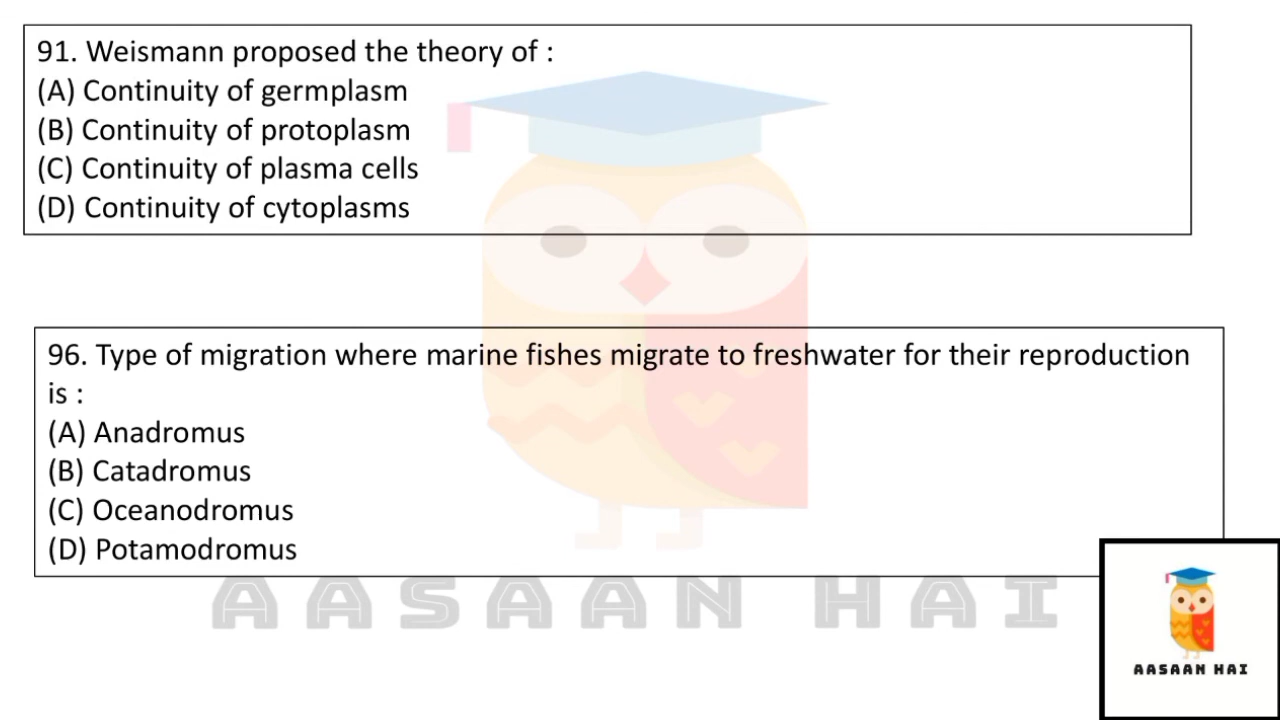 91. Weismann proposed the theory of :
(A) Continuity of germplasm
(B) Continuity of protoplasm
(C) Continuity of plasma cells
(D) Continuity of cytoplasms
96. Type of migration where marine fishes migrate to freshwater for their reproduction
is :
(A) Anadromus
(B) Catadromus
(C) Oceanodromus
(D) Potamodromus
AASAAN HAI
AASAAN HAI